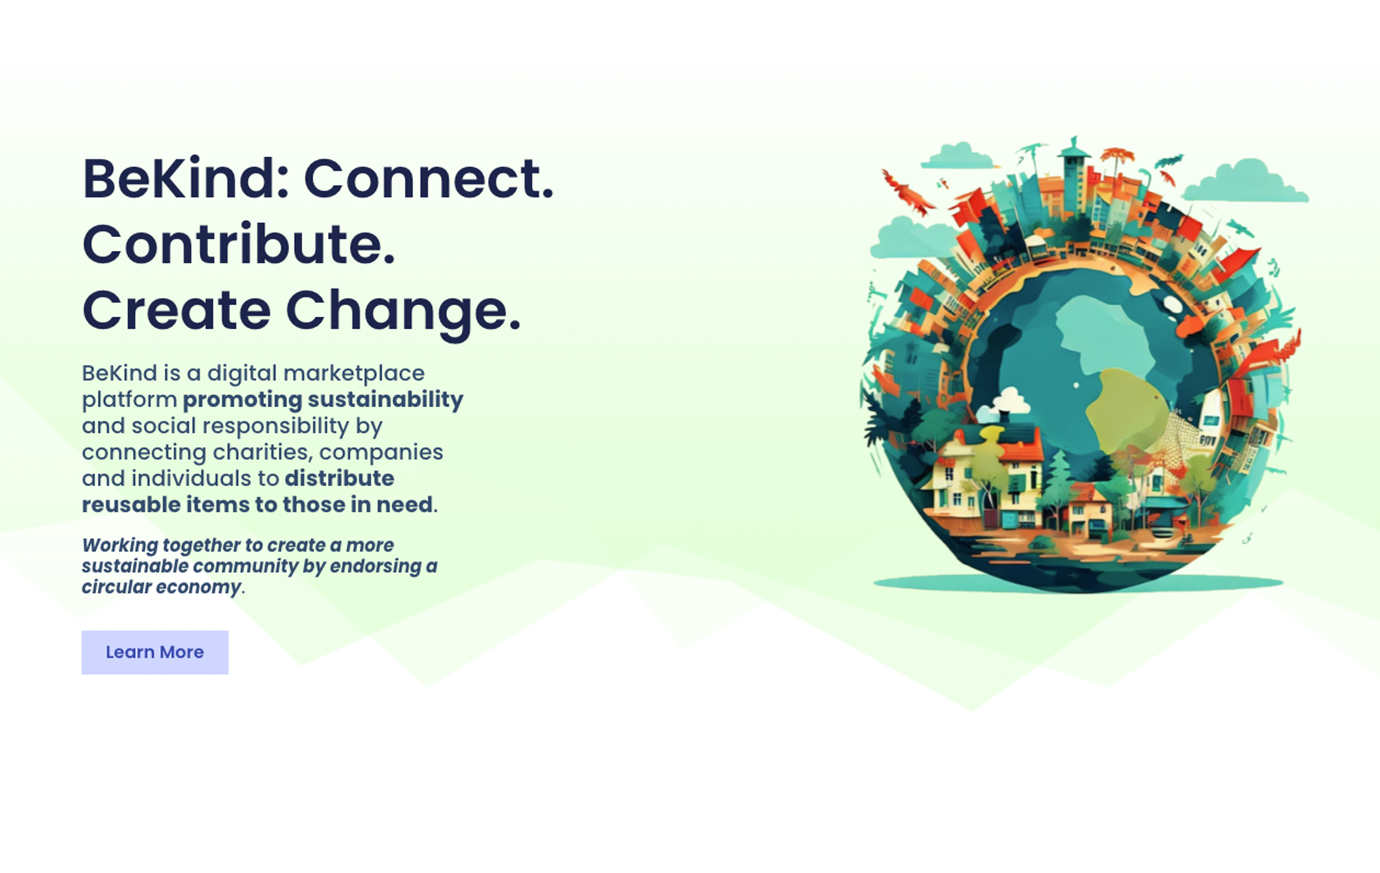 BeKind: Connect.
Contribute.
Create Change.
BeKind is a digital marketplace
platform promoting sustainability
and social responsibility by
connecting charities, companies
and individuals to distribute
reusable items to those in need.
Working together to create a more
sustainable community by endorsing a
circular economy.
Learn More